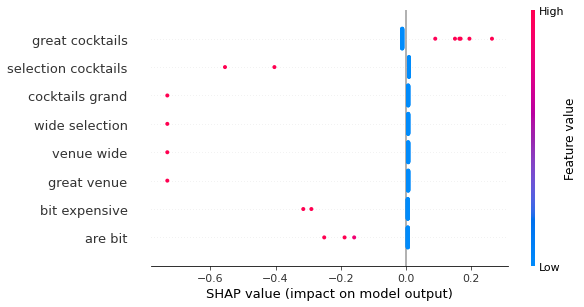 High
great cocktails
selection cocktails
cocktails grand
wide selection
venue wide
great venue
bit expensive
are bit
Feature value
Low
−0.6 −0.4 −0.2 0.0 0.2
SHAP value (impact on model output)